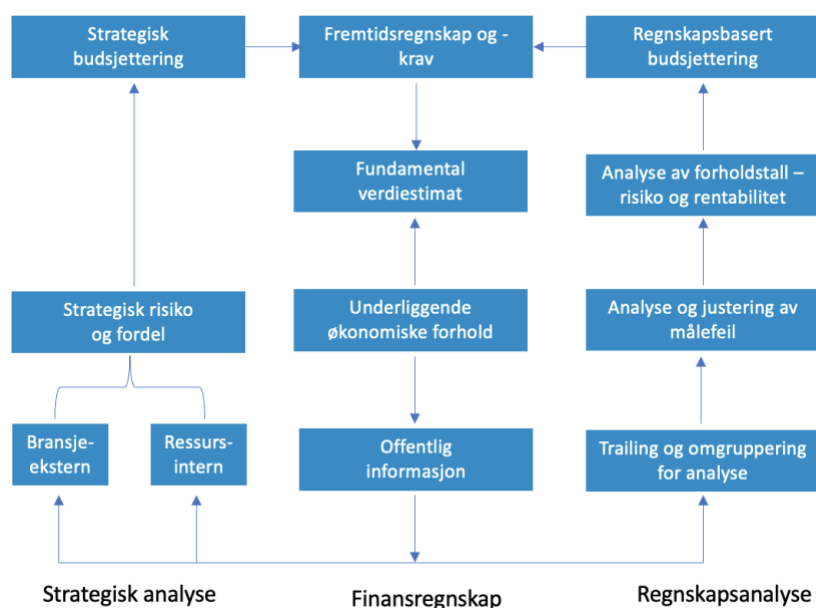 Strategisk
budsjettering
Fremtidsregnskap og -
krav
Regnskapsbasert
budsjettering
Fundamental
verdiestimat
Analyse av forholdstall –
risiko og rentabilitet
Strategisk risiko
og fordel
Underliggende
økonomiske forhold
Analyse og justering av
målefeil
Bransje-
ekstern
Ressurs-
intern
Offentlig
informasjon
Trailing og omgruppering
for analyse
Strategisk analyse
Finansregnskap
Regnskapsanalyse